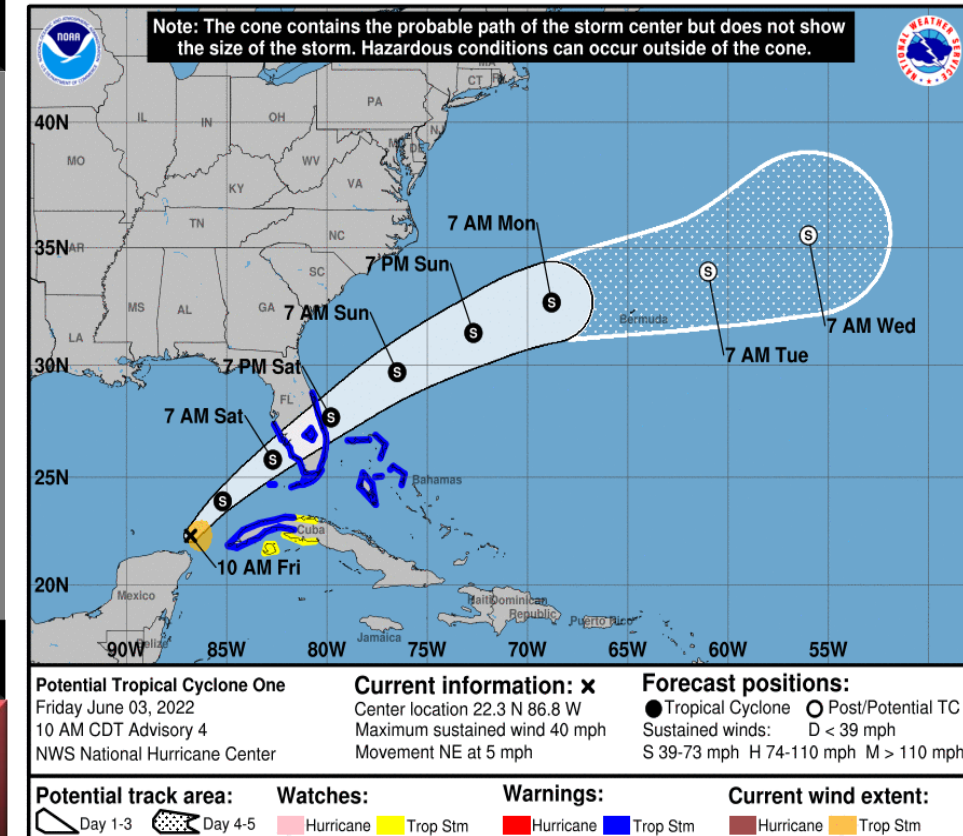 Note: The cone contains the probable path of the storm center but does not show
the size of the storm. Hazardous conditions can occur outside of the cone.
NOAA
NATIONAL WEATHER SERVICE
MA
CT
PA
NJ
40N
IL
IN
OH
MD
DE
MO
WV
KY
VA
7 AM Mon
TN
NC
35N
AR
7 PM Sun
SC
MS
AL
GA
7 AM Sun
Bermuda
7 AM Wed
LA
7 AM Tue
30N
7 PM Sat
FL
7 AM Sat
25N
Bahamas
Cuba
10 AM Fri
20N
Mexico
Haiti
Dominican
Republic
Puerto Rico
Jamaica
Belize
90W
85W
80W
75W
70W
65W
60W
55W
Potential Tropical Cyclone One
Friday June 03, 2022
10 AM CDT Advisory 4
NWS National Hurricane Center
Current information: x
Center location 22.3 N 86.8 W
Maximum sustained wind 40 mph
Movement NE at 5 mph
Forecast positions:
Tropical Cyclone Post/Potential TC
Sustained winds: D < 39 mph
S 39-73 mph H 74-110 mph M > 110 mph
Potential track area:
Day 1-3 Day 4-5
Watches:
Hurricane Trop Stm
Warnings:
Hurricane Trop Stm
Current wind extent:
Hurricane Trop Stm